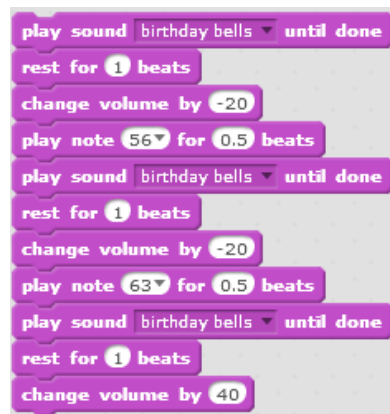 play sound birthday bells until done
rest for 1 beats
change volume by -20
play note 56 for 0.5 beats
play sound birthday bells until done
rest for 1 beats
change volume by -20
play note 63 for 0.5 beats
play sound birthday bells until done
rest for 1 beats
change volume by 40